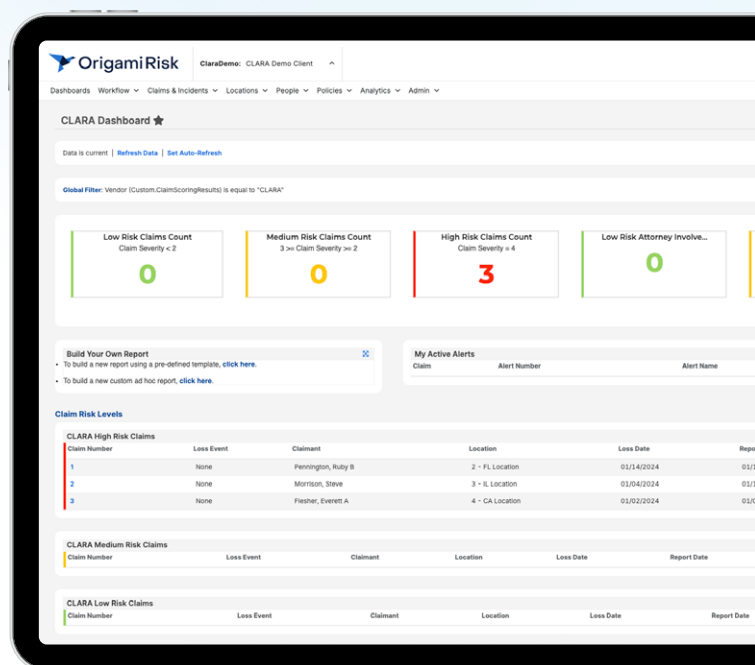 OrigamiRisk
ClaraDemo: CLARA Demo Client
Dashboards Workflow Claims & Incidents Locations People Policies Analytics Admin
CLARA Dashboard
Data is current | Refresh Data | Set Auto-Refresh
Global Filter: Vendor (Custom.ClaimScoringResults) is equal to "CLARA"
Low Risk Claims Count
Claim Severity < 2
0
Medium Risk Claims Count
3 >= Claim Severity >= 2
0
High Risk Claims Count
Claim Severity = 4
3
Low Risk Attorney Involve...
0
Build Your Own Report
• To build a new report using a pre-defined template, click here.
• To build a new custom ad hoc report, click here.
My Active Alerts
Claim Alert Number Alert Name
Claim Risk Levels
CLARA High Risk Claims
Claim Number Loss Event Claimant Location Loss Date Repo
1 None Pennington, Ruby B 2 - FL Location 01/14/2024 01/1
2 None Morrison, Steve 3 - IL Location 01/04/2024 01/1
3 None Flesher, Everett A 4 - CA Location 01/02/2024 01/0
CLARA Medium Risk Claims
Claim Number Loss Event Claimant Location Loss Date Report Date
CLARA Low Risk Claims
Claim Number Loss Event Claimant Location Loss Date Report Date